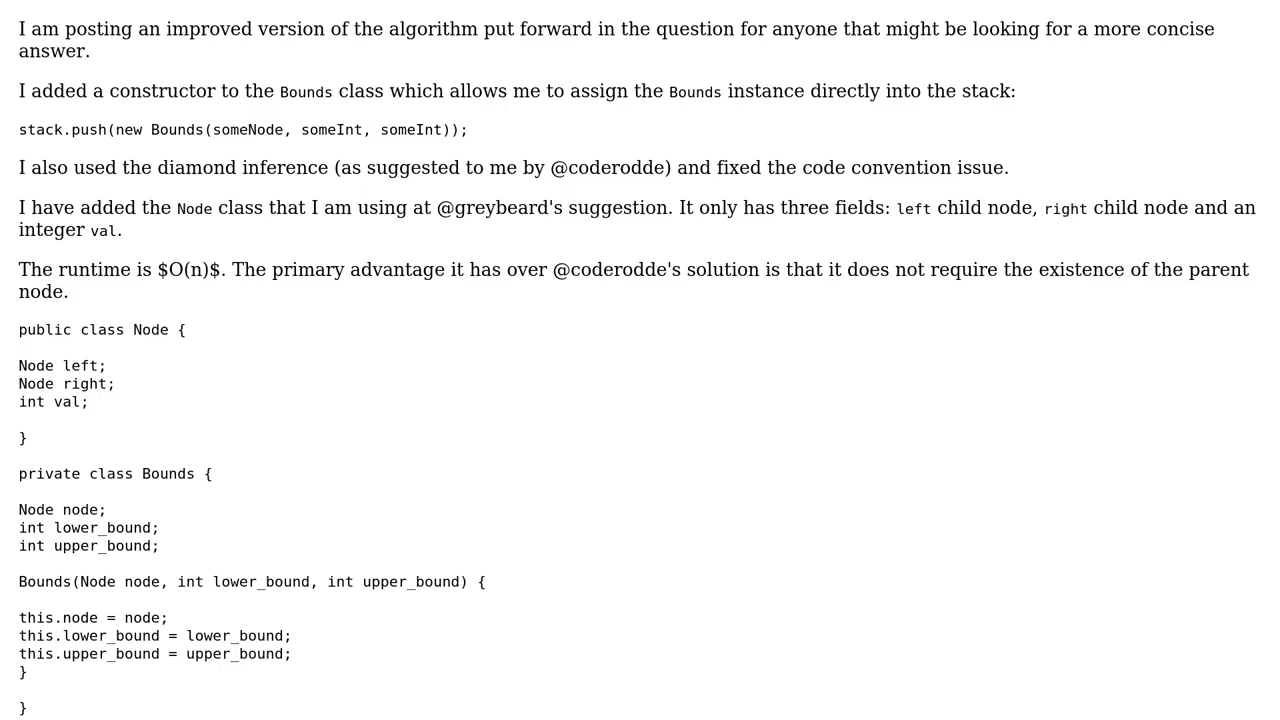 I am posting an improved version of the algorithm put forward in the question for anyone that might be looking for a more concise
answer.
I added a constructor to the Bounds class which allows me to assign the Bounds instance directly into the stack:
stack.push(new Bounds(someNode, someInt, someInt));
I also used the diamond inference (as suggested to me by @coderodde) and fixed the code convention issue.
I have added the Node class that I am using at @greybeard's suggestion. It only has three fields: left child node, right child node and an
integer val.
The runtime is $O(n)$. The primary advantage it has over @coderodde's solution is that it does not require the existence of the parent
node.
public class Node {
Node left;
Node right;
int val;
}
private class Bounds {
Node node;
int lower_bound;
int upper_bound;
Bounds(Node node, int lower_bound, int upper_bound) {
this.node = node;
this.lower_bound = lower_bound;
this.upper_bound = upper_bound;
}
}